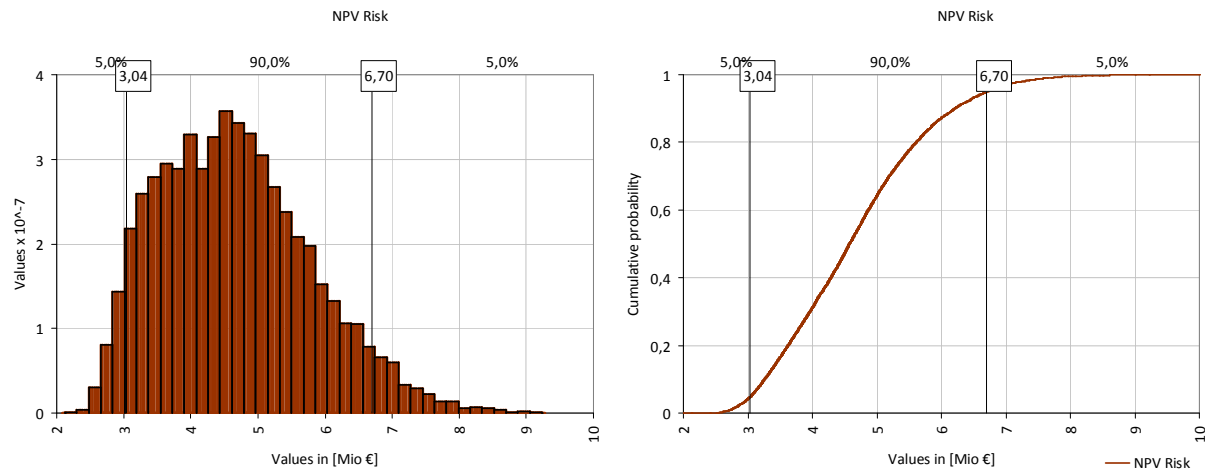 NPV Risk
5,0% 90,0% 5,0%
3,04 6,70
4
3
2
1
0
Values x 10^-7
2 3 4 5 6 7 8 9 10
Values in [Mio €]
NPV Risk
5,0% 90,0% 5,0%
3,04 6,70
1
0,8
0,6
0,4
0,2
0
Cumulative probability
2 3 4 5 6 7 8 9 10
Values in [Mio €]
NPV Risk